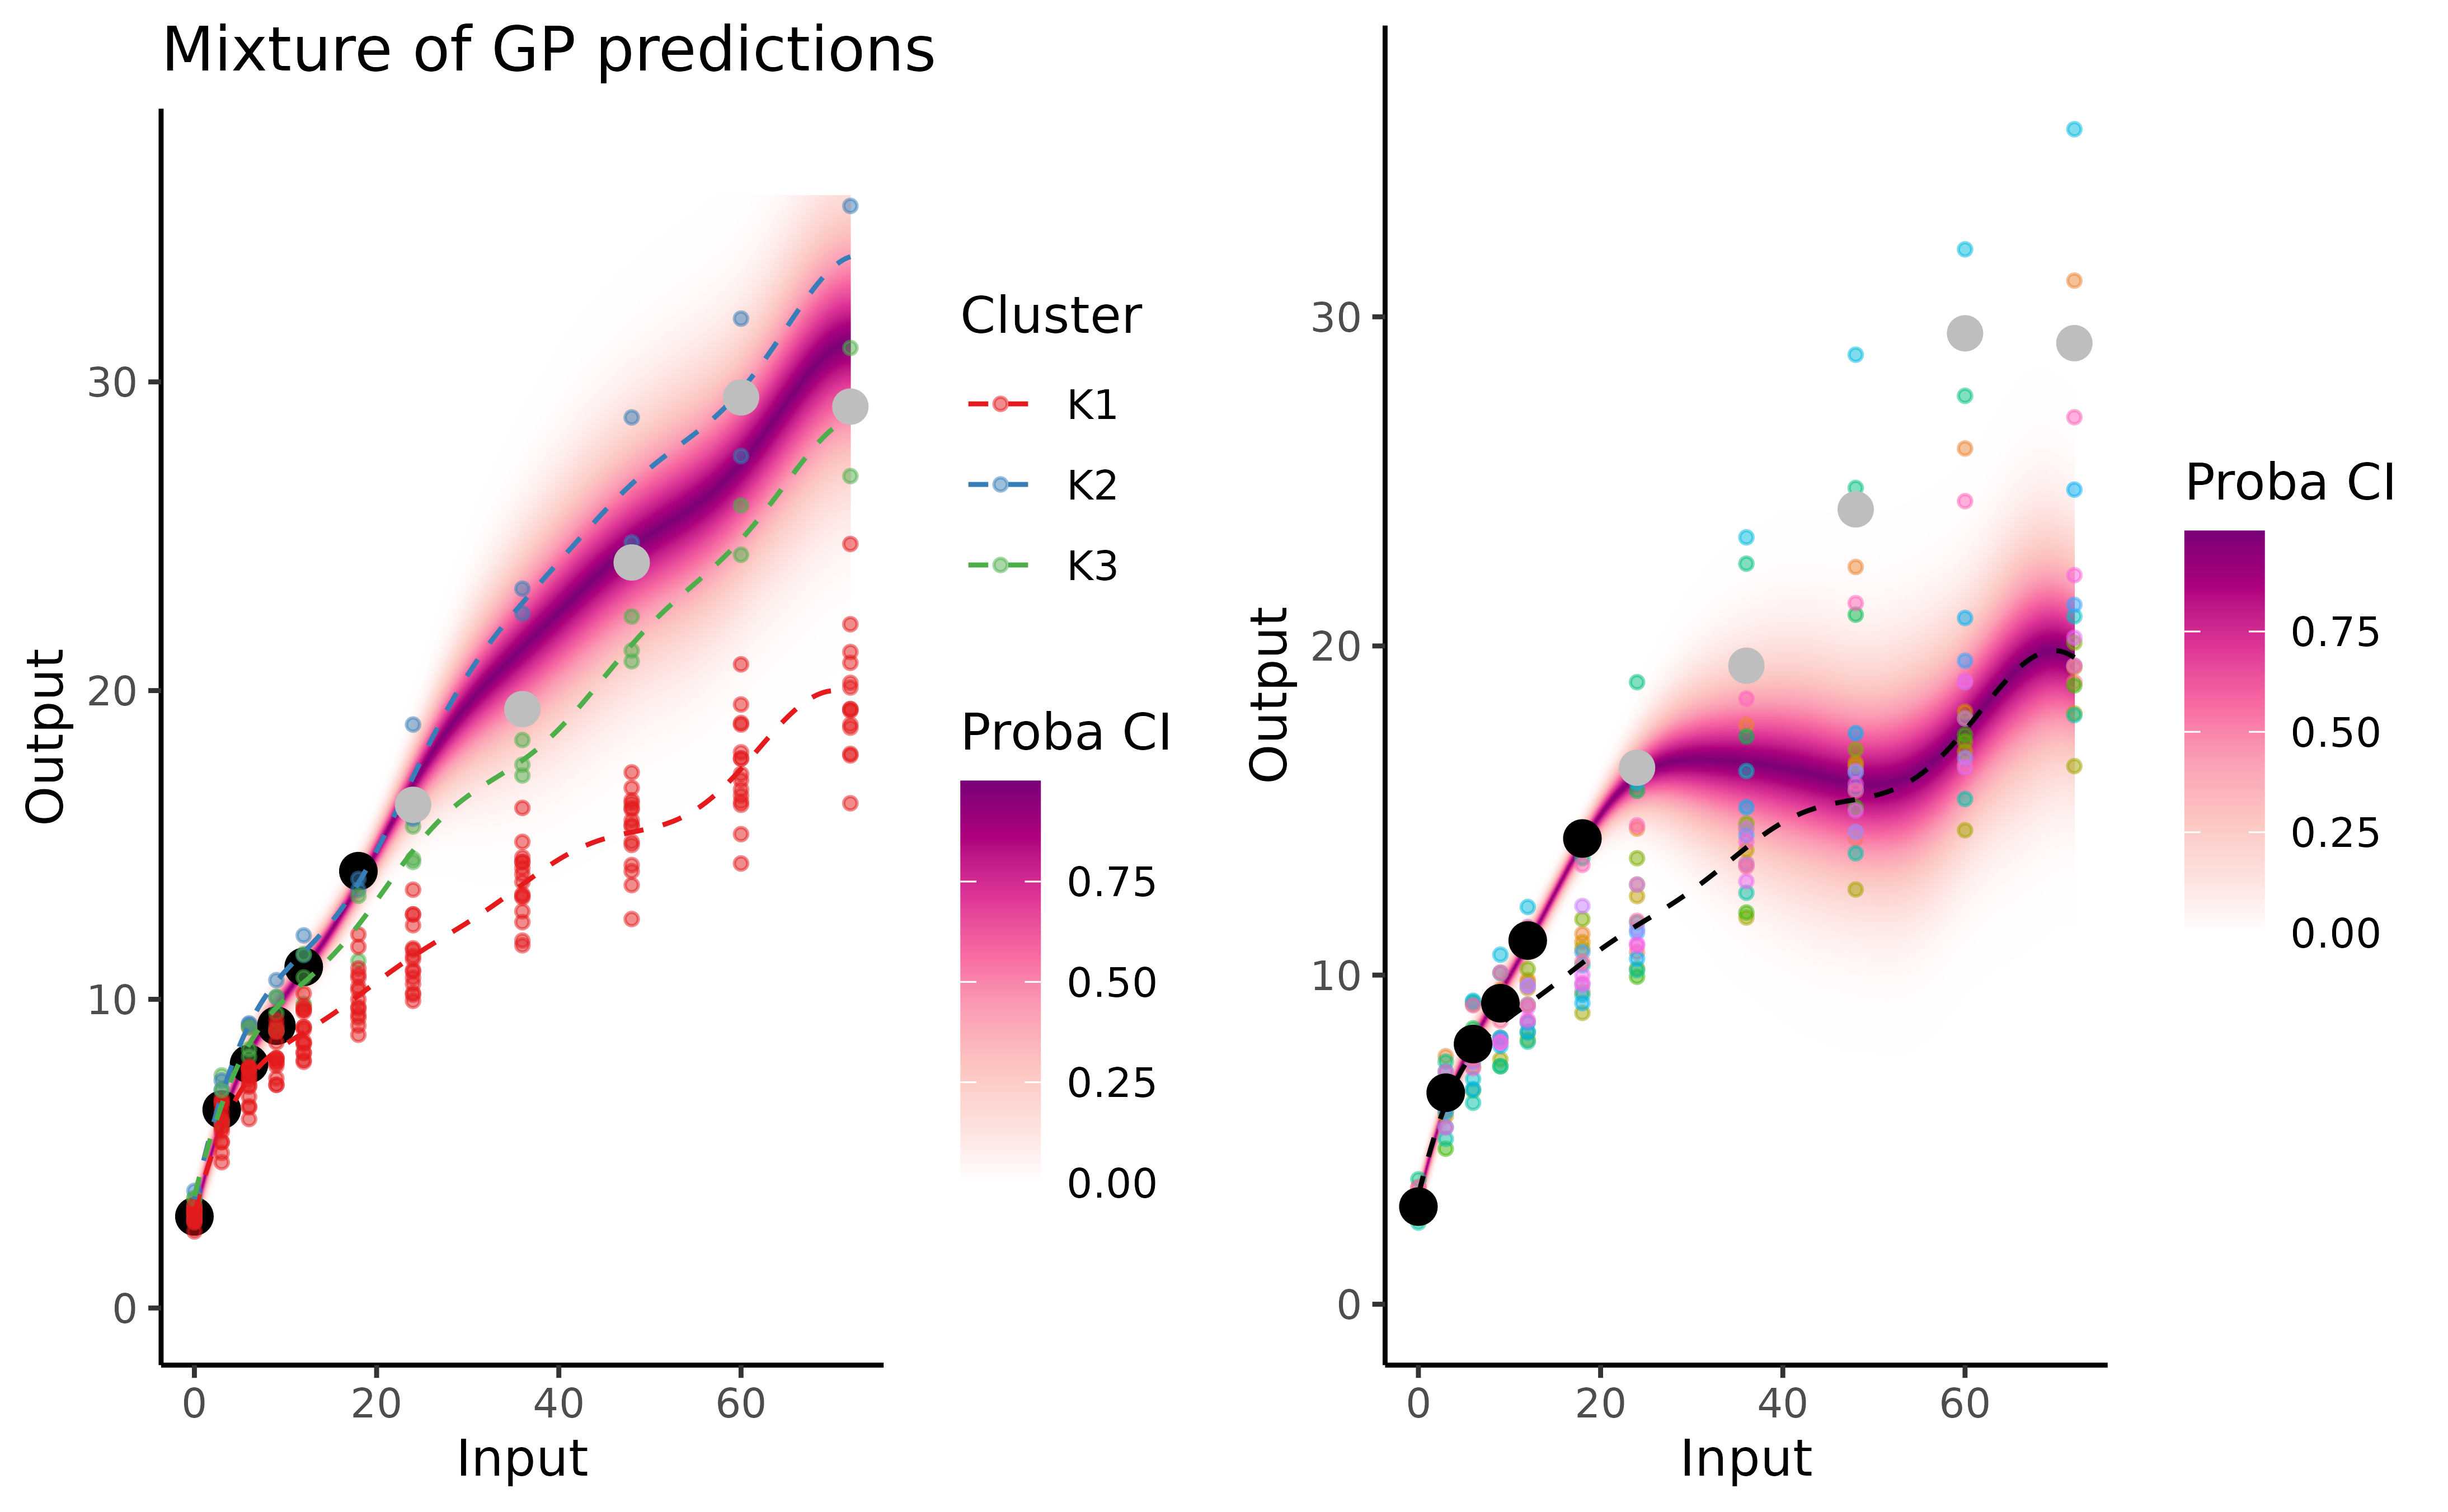 Mixture of GP predictions
Output
30
20
10
0
0 20 40 60
Input
Cluster
K1
K2
K3
Proba CI
0.75
0.50
0.25
0.00
Output
30
20
10
0
0 20 40 60
Input
Proba CI
0.75
0.50
0.25
0.00